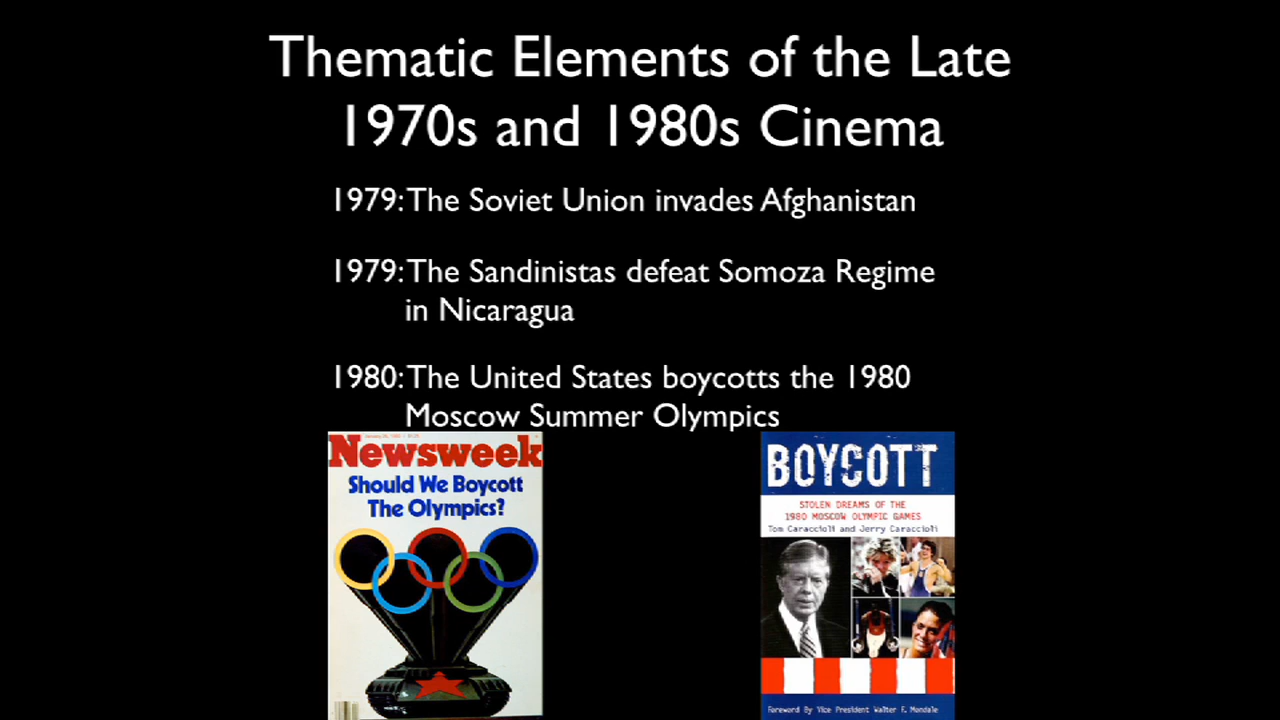 Thematic Elements of the Late
1970s and 1980s Cinema
1979: The Soviet Union invades Afghanistan
1979: The Sandinistas defeat Somoza Regime
in Nicaragua
1980: The United States boycotts the 1980
Moscow Summer Olympics
Newsweek
Should We Boycott
The Olympics?
BOYCOTT
STOLEN DREAMS OF THE
1980 MOSCOW OLYMPIC GAMES
Tom Caraccioli and Jerry Caraccioli
Foreword By Vice President Walter F. Mondale